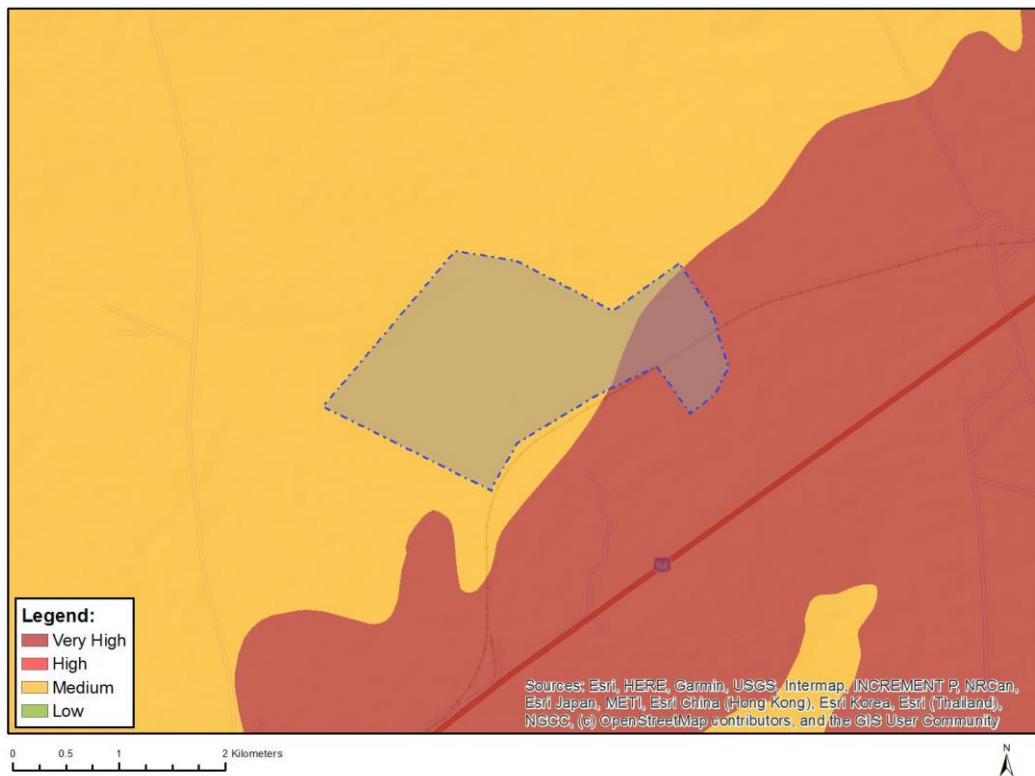 N4
Legend:
Very High
High
Medium
Low
Sources: Esri, HERE, Garmin, USGS, Intermap, INCREMENT P, NRCan,
Esri Japan, METI, Esri China (Hong Kong), Esri Korea, Esri (Thailand),
NGCC, (c) OpenStreetMap contributors, and the GIS User Community
0 0.5 1 2 Kilometers
N